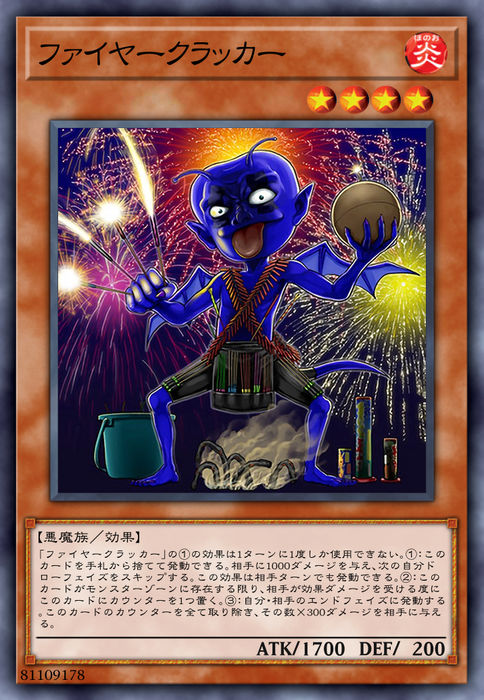 ファイヤークラッカー
ほのお
炎
【悪魔族／効果】
「ファイヤークラッカー」の①の効果は1ターンに1度しか使用できない。①：この
カードを手札から捨てて発動できる。相手に1000ダメージを与え、次の自分ド
ローフェイズをスキップする。この効果は相手ターンでも発動できる。②：このカ
ードがモンスターゾーンに存在する限り、相手が効果ダメージを受ける度に
このカードにカウンターを1つ置く。③：自分・相手のエンドフェイズに発動する
。このカードのカウンターを全て取り除き、その数×300ダメージを相手に与え
る。
ATK/1700 DEF/ 200
81109178